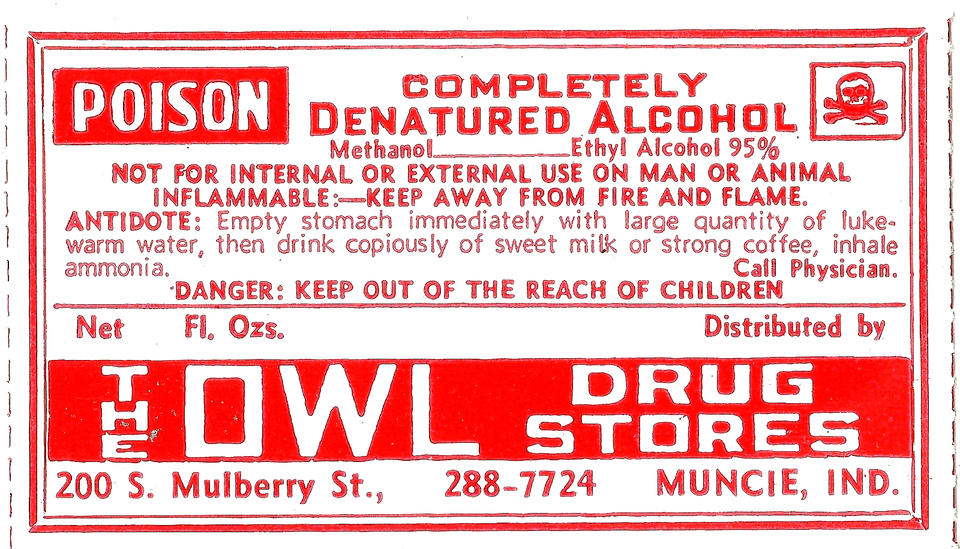 POISON
COMPLETELY
DENATURED ALCOHOL
Methanol____________Ethyl Alcohol 95%
NOT FOR INTERNAL OR EXTERNAL USE ON MAN OR ANIMAL
INFLAMMABLE:—KEEP AWAY FROM FIRE AND FLAME.
ANTIDOTE: Empty stomach immediately with large quantity of luke-
warm water, then drink copiously of sweet milk or strong coffee, inhale
ammonia. Call Physician.
DANGER: KEEP OUT OF THE REACH OF CHILDREN
Net Fl. Ozs. Distributed by
THE OWL DRUG STORES
200 S. Mulberry St., 288-7724 MUNCIE, IND.